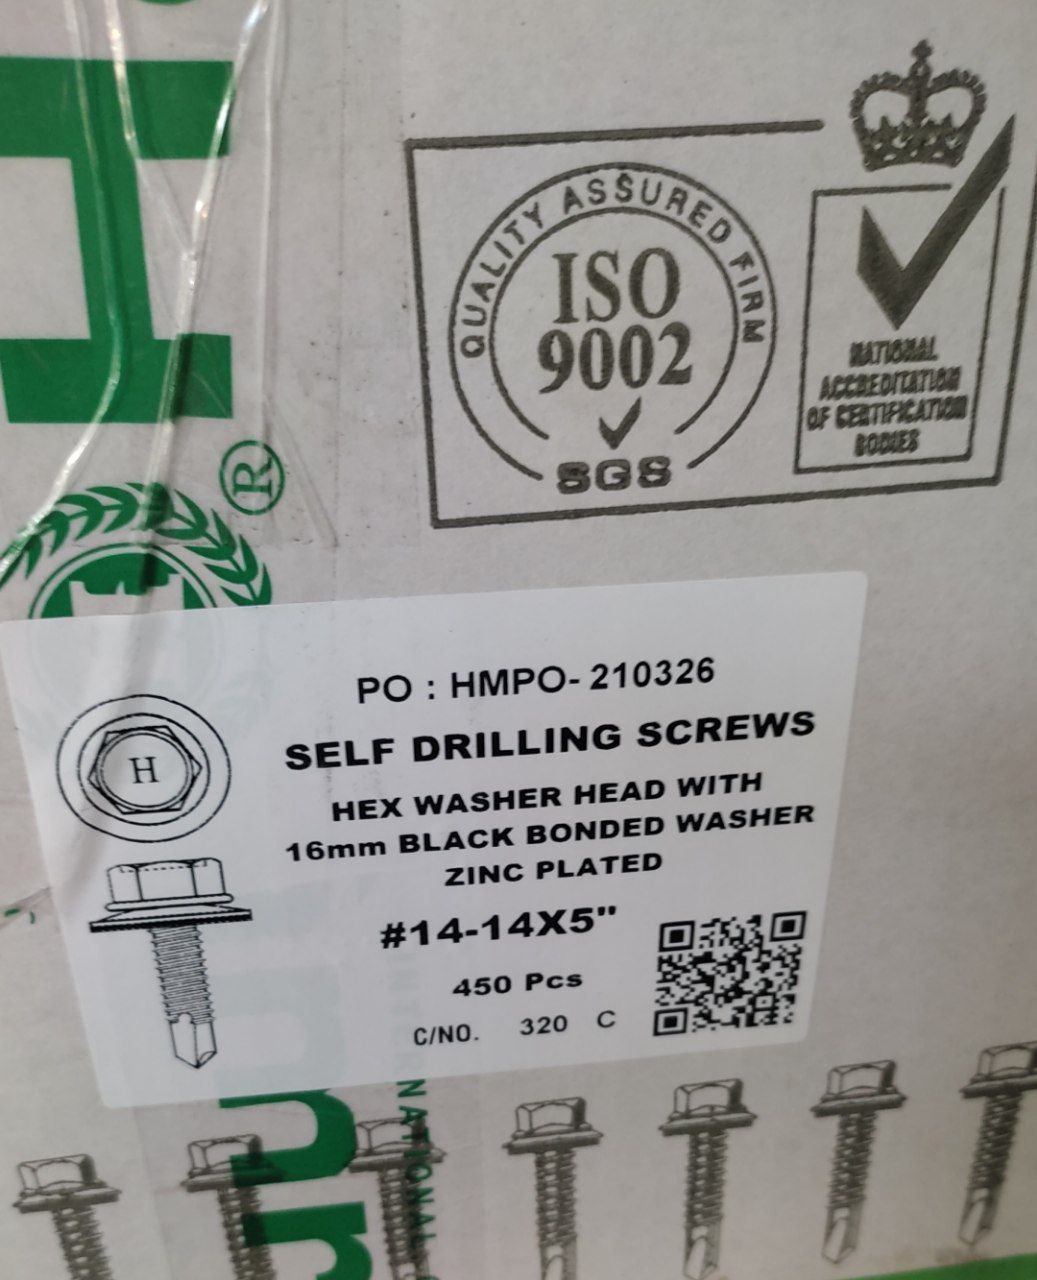 QUALITY ASSURED FIRM
ISO
9002
SGS
NATIONAL
ACCREDITATION
OF CERTIFICATION
BODIES
H
®
PO : HMPO- 210326
SELF DRILLING SCREWS
HEX WASHER HEAD WITH
16mm BLACK BONDED WASHER
ZINC PLATED
#14-14X5"
450 Pcs
C/NO. 320 C
H
INTERNATIONAL